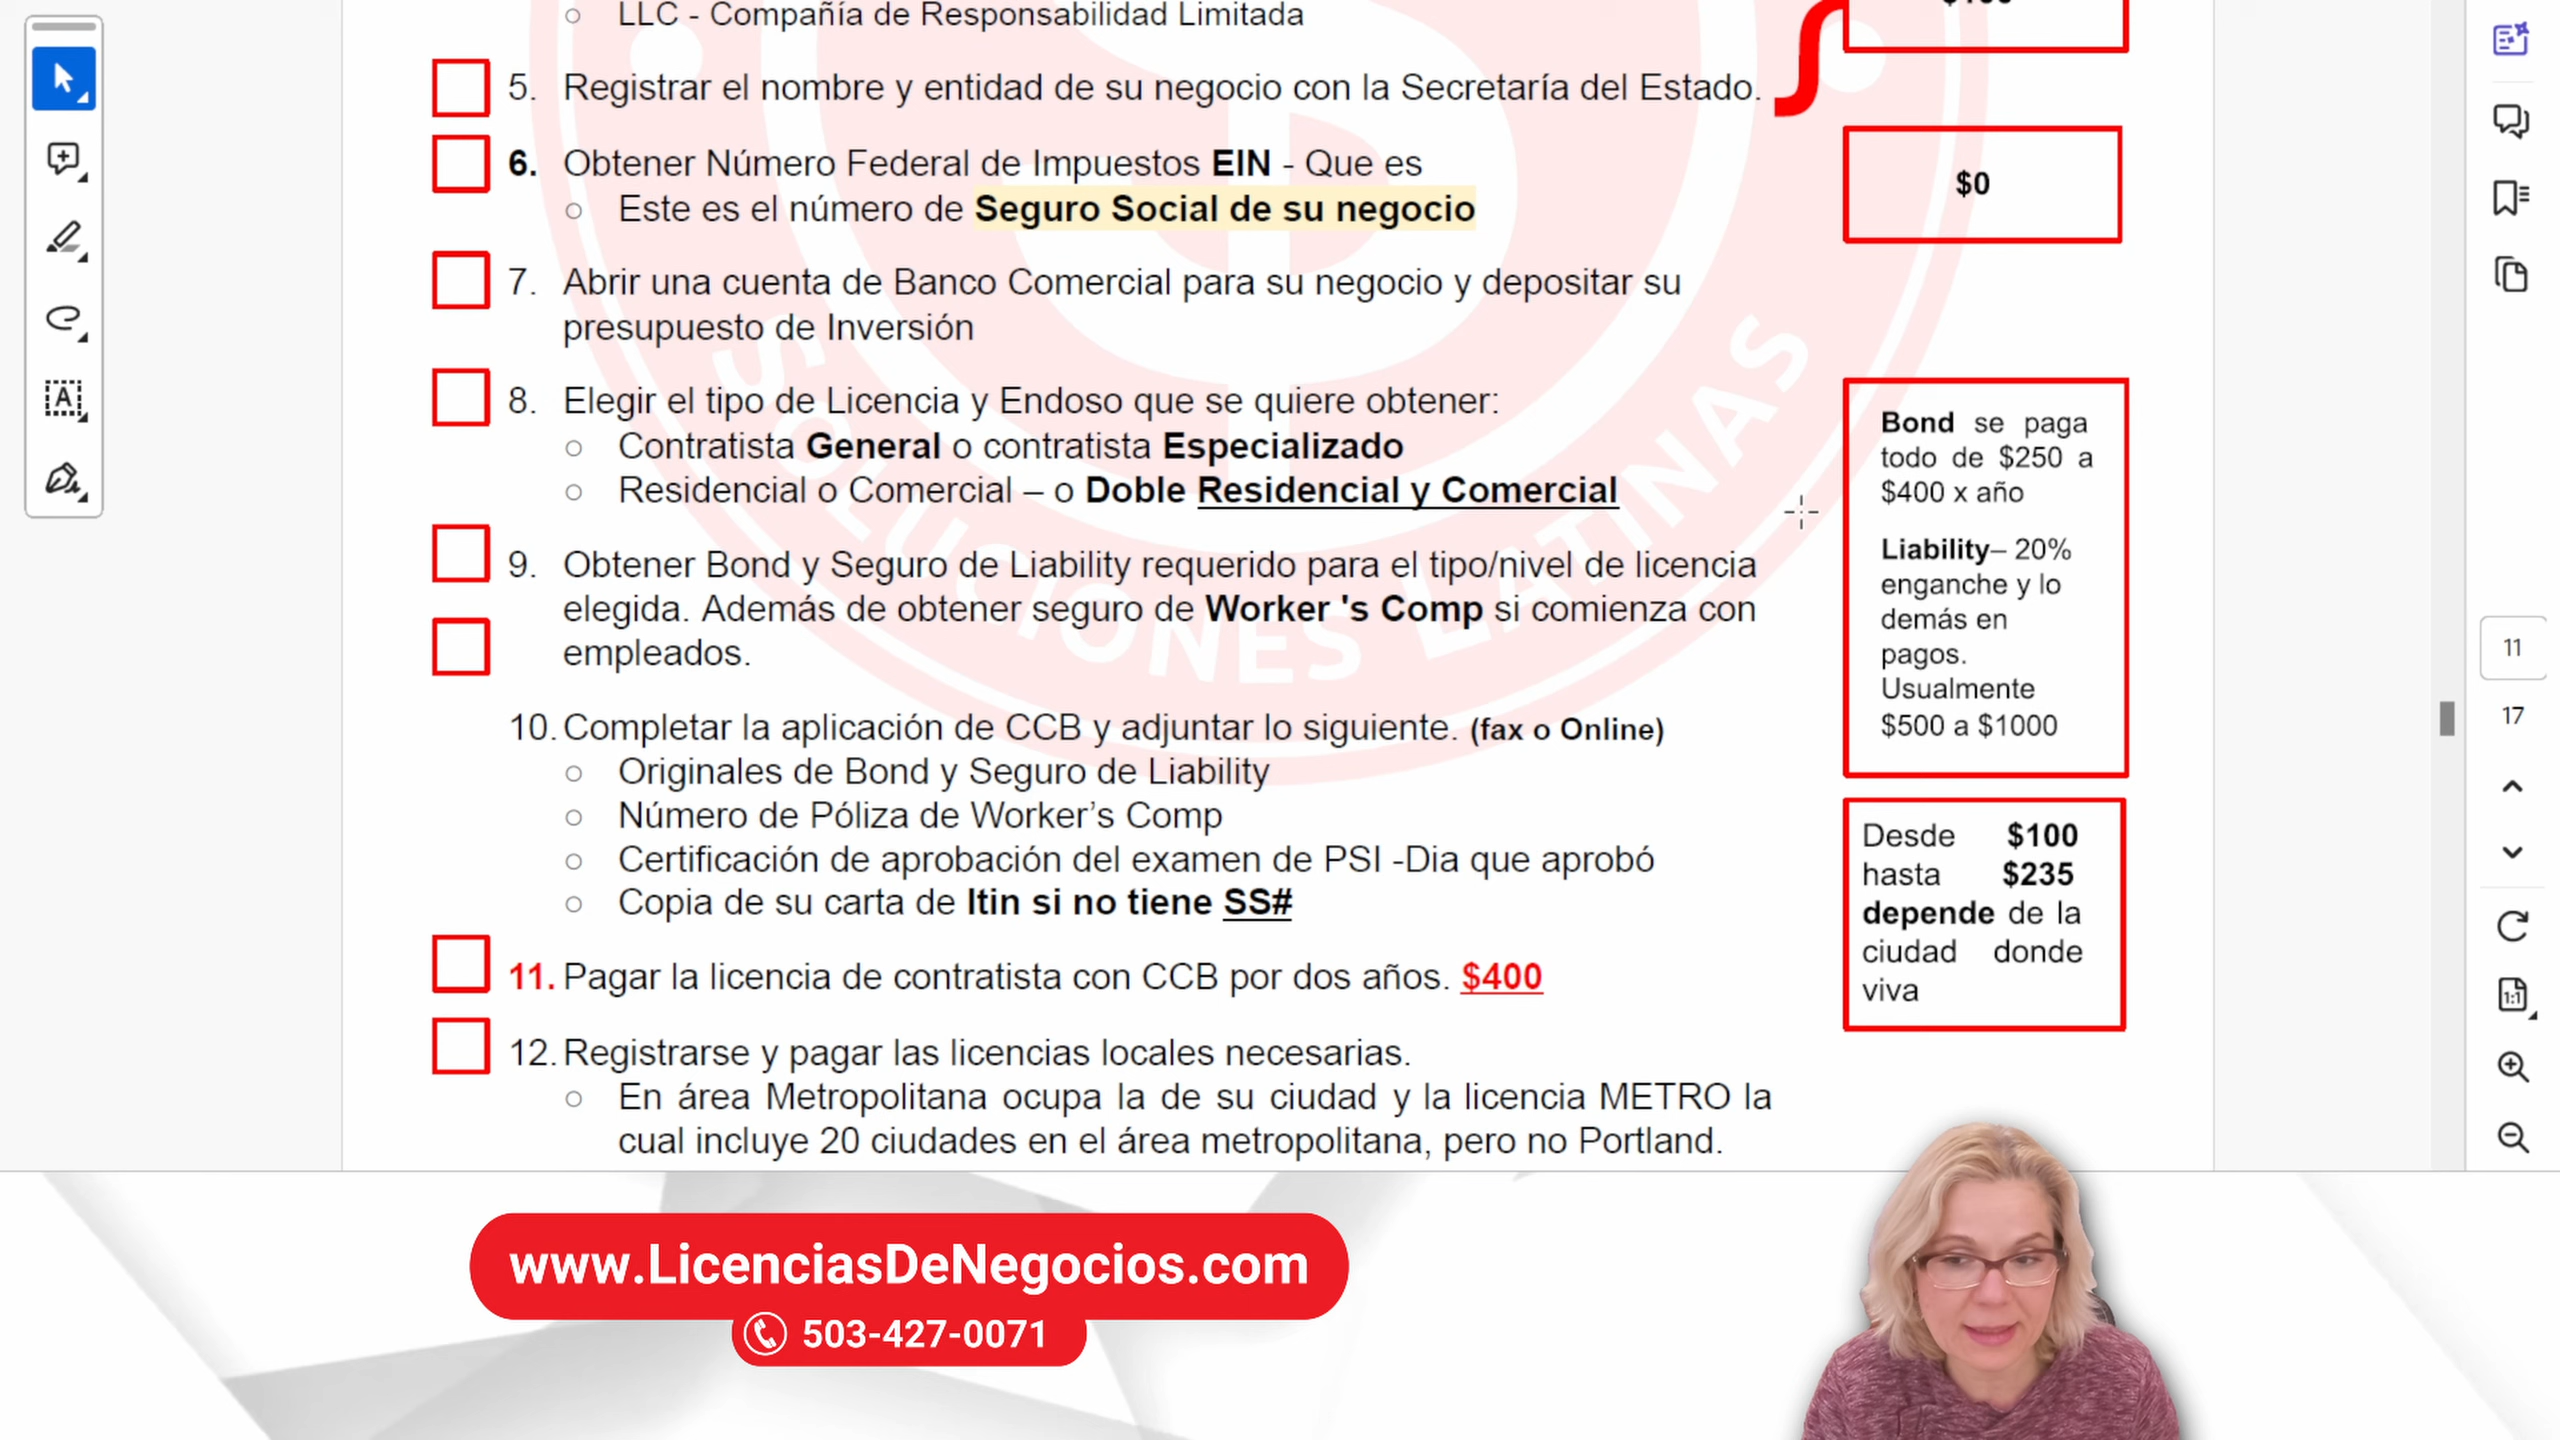 LLC - Compañía de Responsabilidad Limitada
5. Registrar el nombre y entidad de su negocio con la Secretaría del Estado.
6. Obtener Número Federal de Impuestos EIN - Que es
Este es el número de Seguro Social de su negocio
$0
7. Abrir una cuenta de Banco Comercial para su negocio y depositar su
presupuesto de Inversión
8. Elegir el tipo de Licencia y Endoso que se quiere obtener:
Contratista General o contratista Especializado
Residencial o Comercial – o Doble Residencial y Comercial
9. Obtener Bond y Seguro de Liability requerido para el tipo/nivel de licencia
elegida. Además de obtener seguro de Worker 's Comp si comienza con
empleados.
10. Completar la aplicación de CCB y adjuntar lo siguiente. (fax o Online)
Originales de Bond y Seguro de Liability
Número de Póliza de Worker’s Comp
Certificación de aprobación del examen de PSI -Dia que aprobó
Copia de su carta de Itin si no tiene SS#
11. Pagar la licencia de contratista con CCB por dos años. $400
12. Registrarse y pagar las licencias locales necesarias.
En área Metropolitana ocupa la de su ciudad y la licencia METRO la
cual incluye 20 ciudades en el área metropolitana, pero no Portland.
Bond se paga
todo de $250 a
$400 x año
Liability– 20%
enganche y lo
demás en
pagos.
Usualmente
$500 a $1000
Desde $100
hasta $235
depende de la
ciudad donde
viva
SOLUCIONES LATINAS
11
17
1:1
www.LicenciasDeNegocios.com
503-427-0071